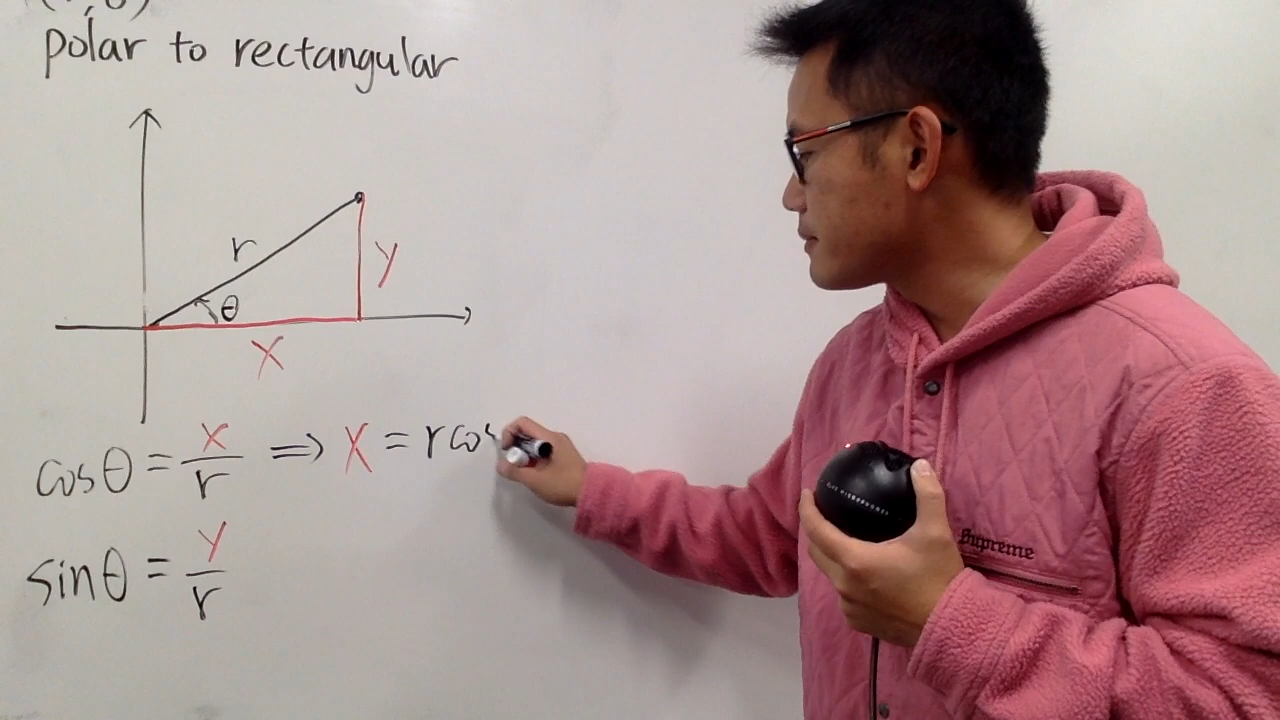 polar to rectangular
r
y
θ
x
cosθ = x/r ⟹ x = r cos
sinθ = y/r
Supreme